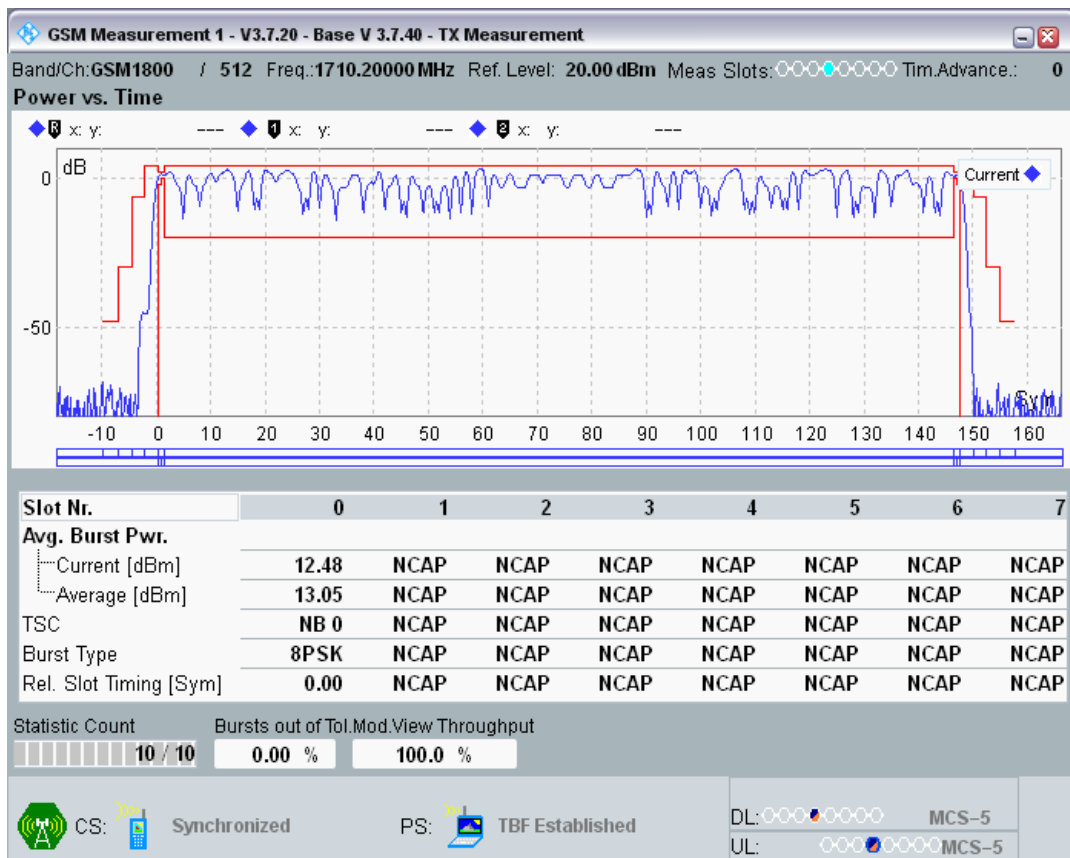 GSM Measurement 1 - V3.7.20 - Base V 3.7.40 - TX Measurement
Band/Ch:GSM1800 / 512 Freq.:1710.20000 MHz Ref. Level: 20.00 dBm Meas Slots: Tim.Advance.: 0
Power vs. Time
R x: y: --- 1 x: y: --- 2 x: y: ---
dB
Current
0
-50
Sym
-10 0 10 20 30 40 50 60 70 80 90 100 110 120 130 140 150 160
Slot Nr. 0 1 2 3 4 5 6 7
Avg. Burst Pwr.
Current [dBm] 12.48 NCAP NCAP NCAP NCAP NCAP NCAP NCAP
Average [dBm] 13.05 NCAP NCAP NCAP NCAP NCAP NCAP NCAP
TSC NB 0 NCAP NCAP NCAP NCAP NCAP NCAP NCAP
Burst Type 8PSK NCAP NCAP NCAP NCAP NCAP NCAP NCAP
Rel. Slot Timing [Sym] 0.00 NCAP NCAP NCAP NCAP NCAP NCAP NCAP
Statistic Count Bursts out of Tol.Mod.View Throughput
10 / 10 0.00 % 100.0 %
CS: Synchronized PS: TBF Established
DL: MCS-5
UL: MCS-5